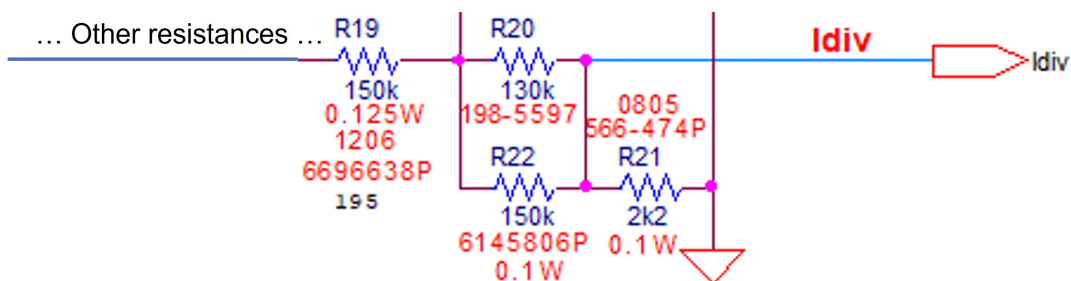 … Other resistances …
R19
150k
0.125W
1206
6696638P
195
R20
130k
198-5597
R22
150k
6145806P
0.1W
0805
566-474P
R21
2k2
0.1W
Idiv
Idiv